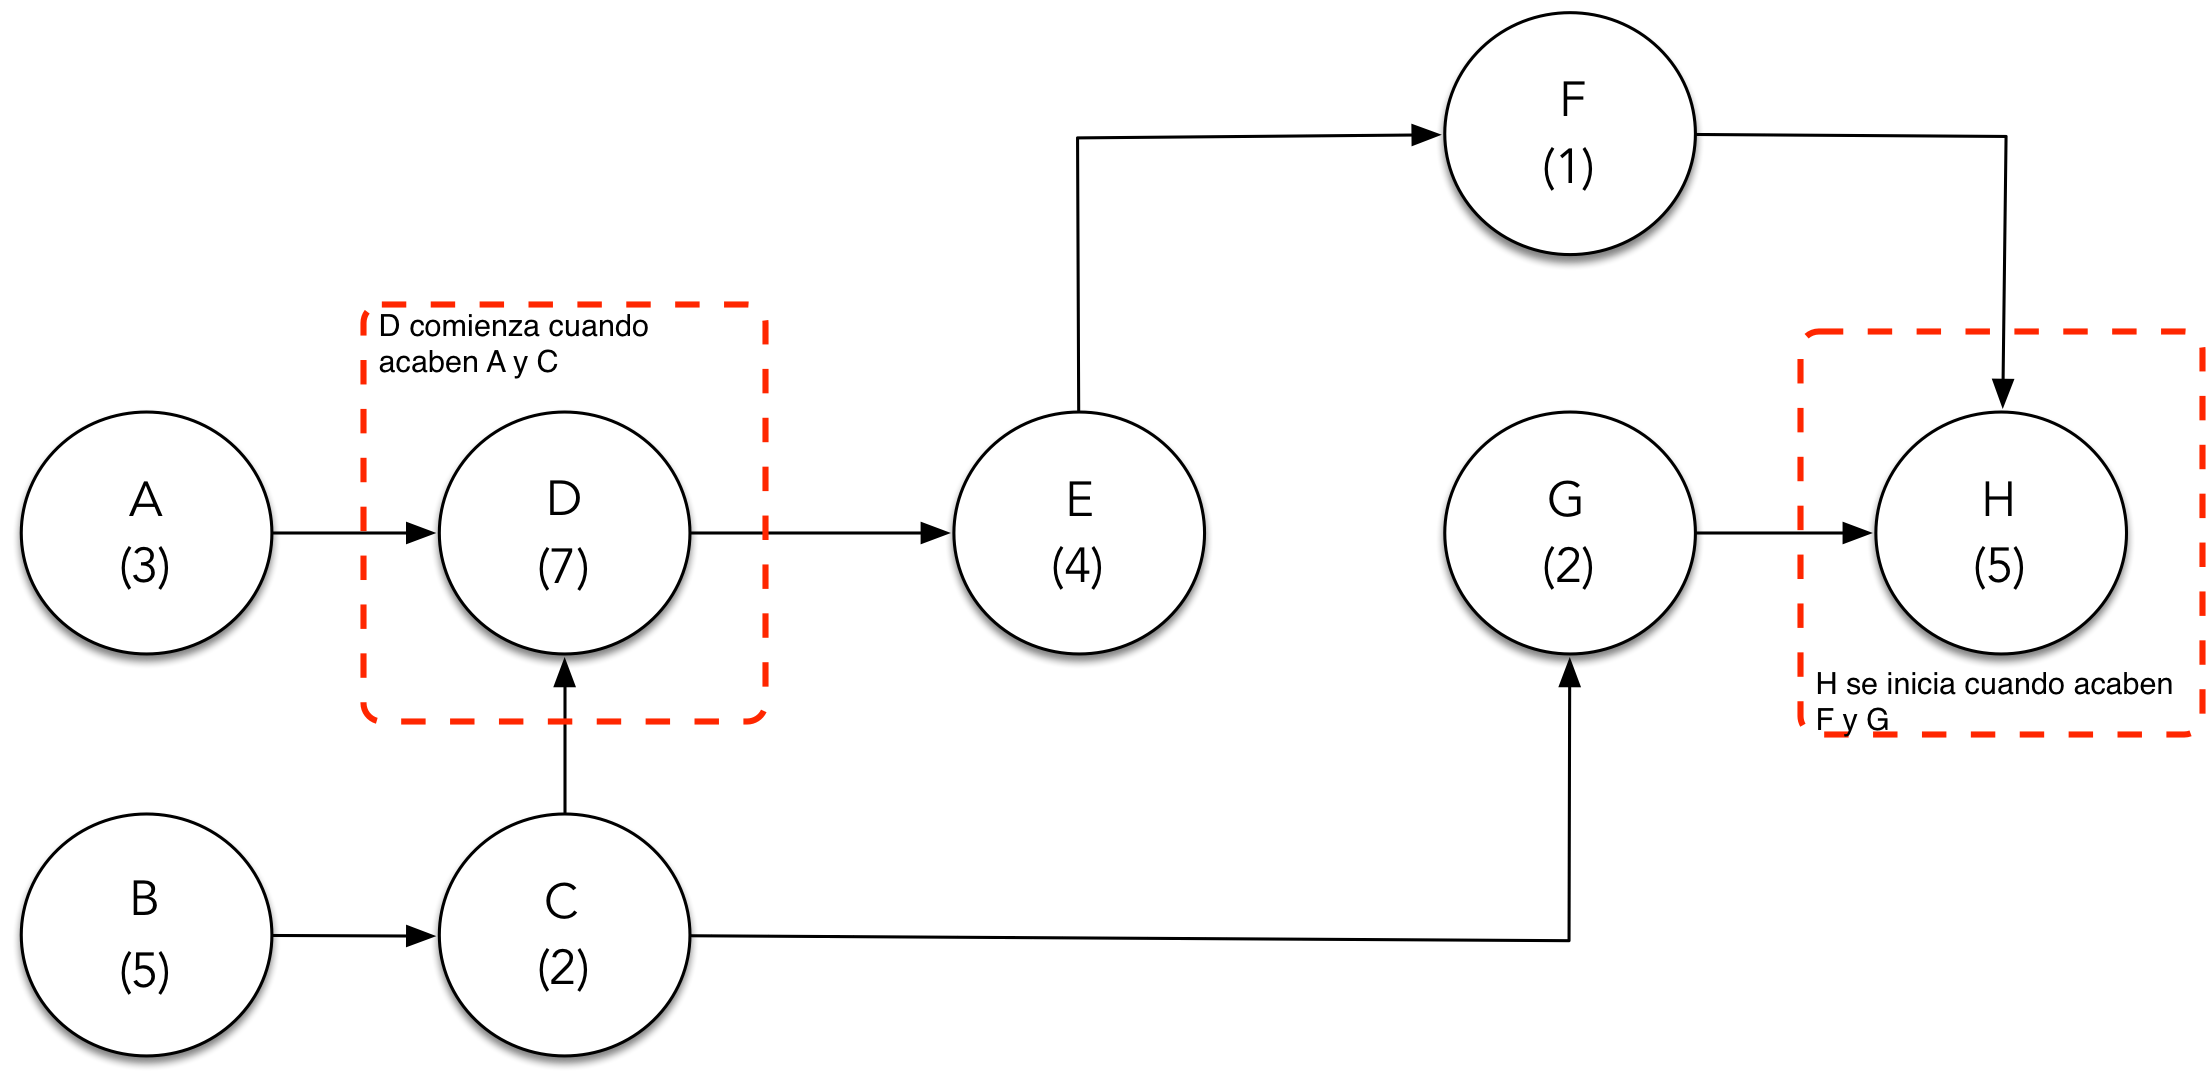 F
(1)
D comienza cuando
acaben A y C
A
(3)
D
(7)
E
(4)
G
(2)
H
(5)
H se inicia cuando acaben
F y G
B
(5)
C
(2)